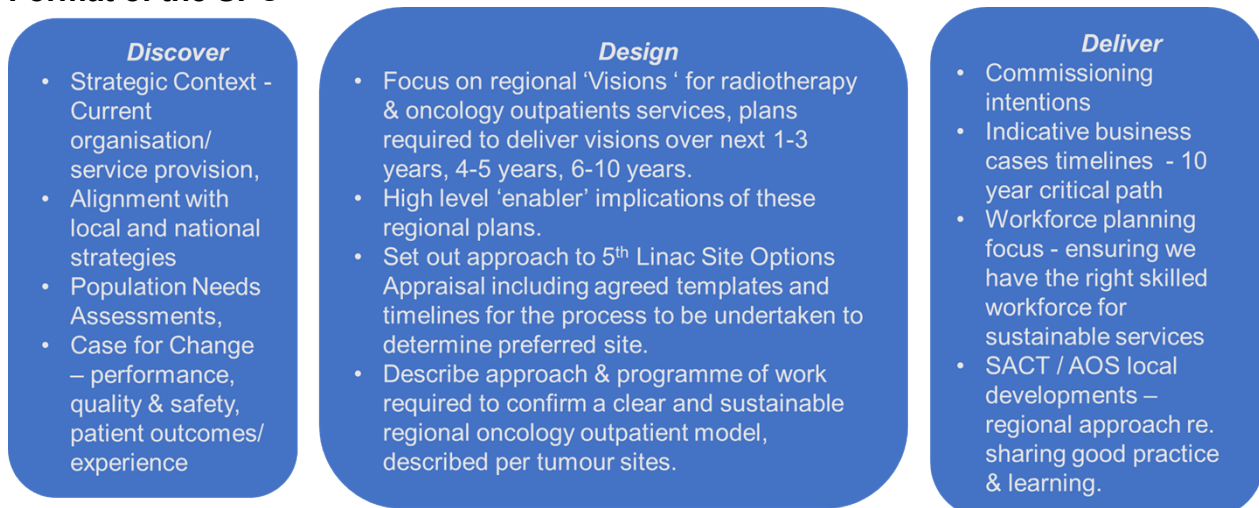 Discover
• Strategic Context -
Current
organisation/
service provision,
• Alignment with
local and national
strategies
• Population Needs
Assessments,
• Case for Change
– performance,
quality & safety,
patient outcomes/
experience
Design
• Focus on regional ‘Visions ‘ for radiotherapy
& oncology outpatients services, plans
required to deliver visions over next 1-3
years, 4-5 years, 6-10 years.
• High level ‘enabler’ implications of these
regional plans.
• Set out approach to 5th Linac Site Options
Appraisal including agreed templates and
timelines for the process to be undertaken to
determine preferred site.
• Describe approach & programme of work
required to confirm a clear and sustainable
regional oncology outpatient model,
described per tumour sites.
Deliver
• Commissioning
intentions
• Indicative business
cases timelines - 10
year critical path
• Workforce planning
focus - ensuring we
have the right skilled
workforce for
sustainable services
• SACT / AOS local
developments –
regional approach re.
sharing good practice
& learning.